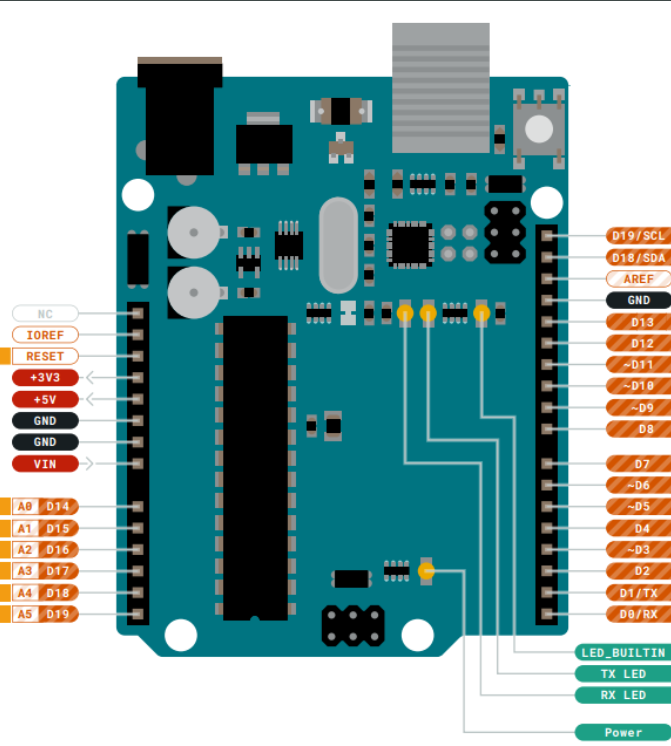 NC
IOREF
RESET
+3V3
+5V
GND
GND
VIN
A0 D14
A1 D15
A2 D16
A3 D17
A4 D18
A5 D19
D19/SCL
D18/SDA
AREF
GND
D13
D12
~D11
~D10
~D9
D8
D7
~D6
~D5
D4
~D3
D2
D1/TX
D0/RX
LED_BUILTIN
TX LED
RX LED
Power